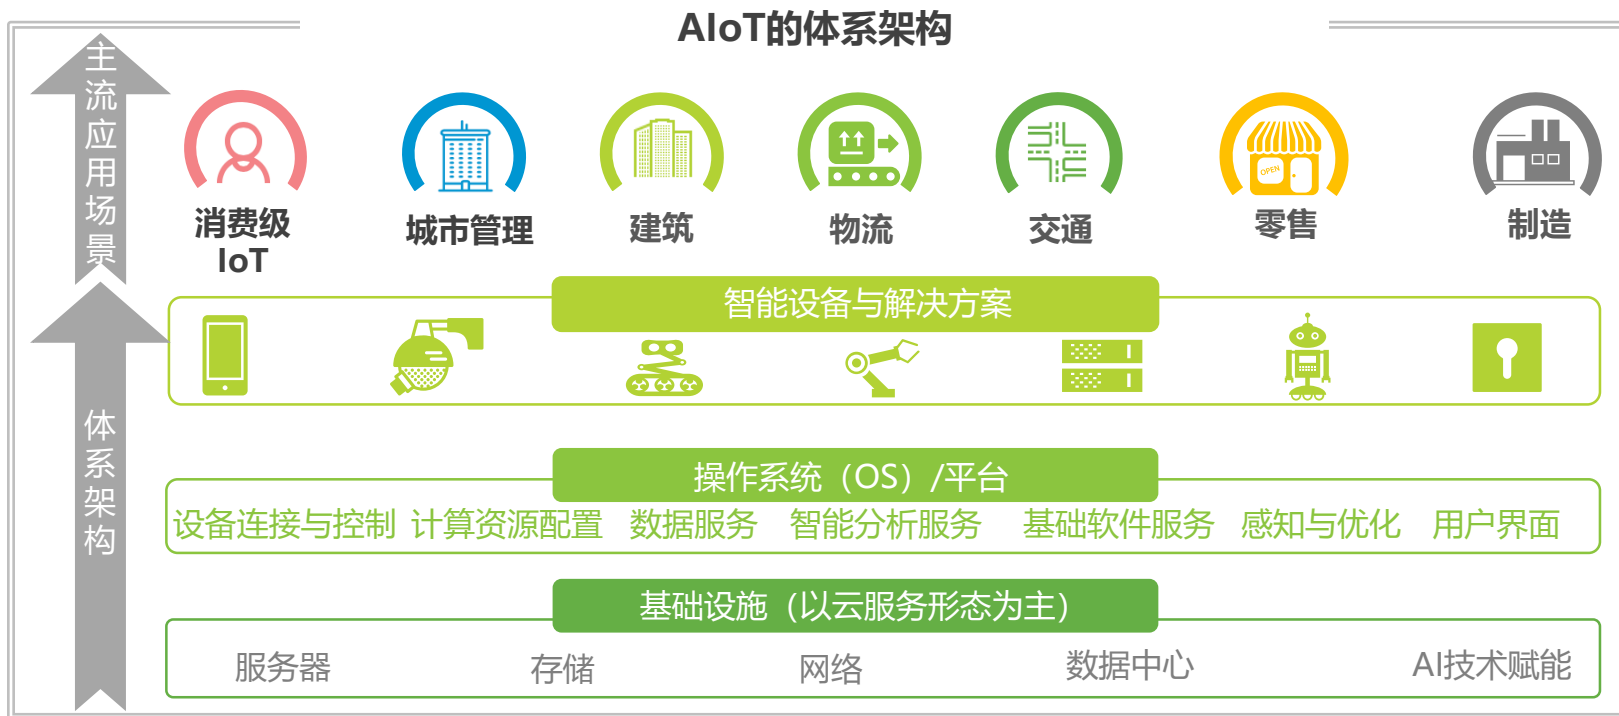 AIoT的体系架构
主流应用场景
消费级
IoT
城市管理
建筑
物流
交通
零售
OPEN
制造
智能设备与解决方案
体系架构
操作系统（OS）/平台
设备连接与控制 计算资源配置 数据服务 智能分析服务 基础软件服务 感知与优化 用户界面
基础设施（以云服务形态为主）
服务器 存储 网络 数据中心 AI技术赋能